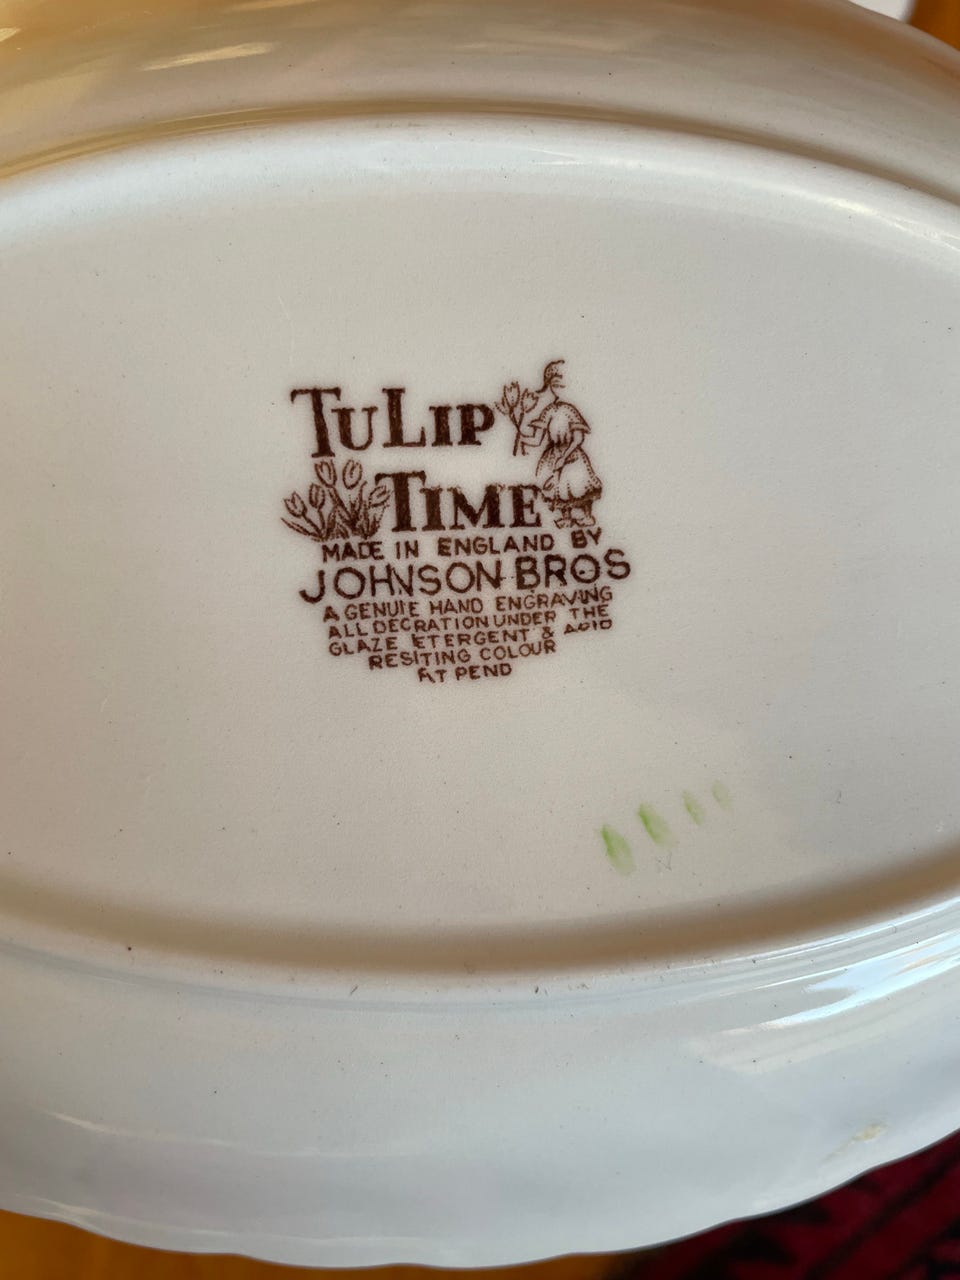 TULIP
TIME
MADE IN ENGLAND BY
JOHNSON BROS
A GENUIE HAND ENGRAVING
ALL DECRATION UNDER THE
GLAZE ETERGENT & ACID
RESITING COLOUR
PAT PEND